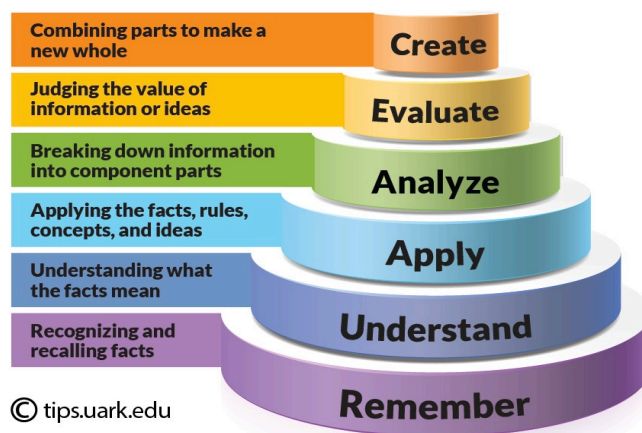 Combining parts to make a
new whole
Create
Judging the value of
information or ideas
Evaluate
Breaking down information
into component parts
Analyze
Applying the facts, rules,
concepts, and ideas
Apply
Understanding what
the facts mean
Understand
Recognizing and
recalling facts
Remember
© tips.uark.edu